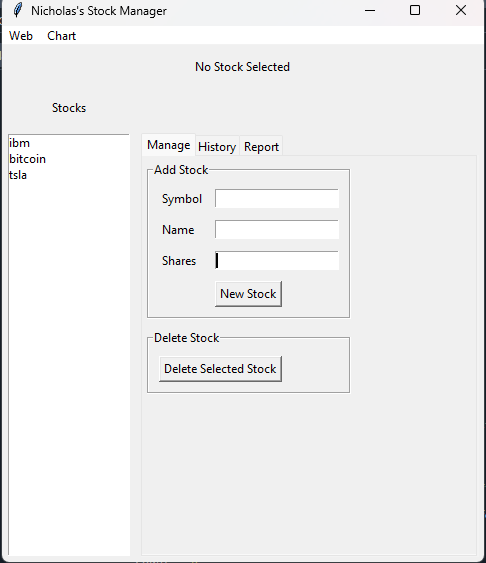 Nicholas's Stock Manager
Web Chart
No Stock Selected
Stocks
ibm
bitcoin
tsla
Manage History Report
Add Stock
Symbol
Name
Shares
New Stock
Delete Stock
Delete Selected Stock